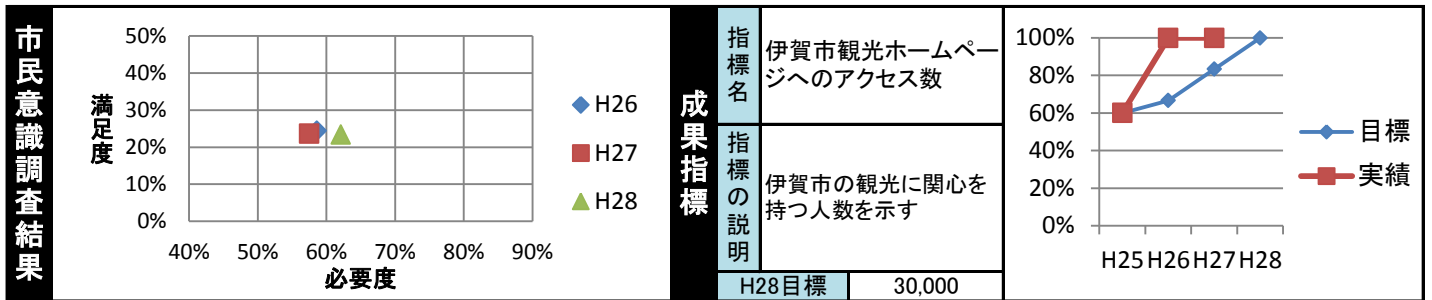 市民意識調査結果
50%
40%
30%
20%
10%
0%
満足度
40% 50% 60% 70% 80% 90%
必要度
H26
H27
H28
成果指標
指標名
伊賀市観光ホームペー
ジへのアクセス数
指標の説明
伊賀市の観光に関心を
持つ人数を示す
H28目標
30,000
100%
80%
60%
40%
20%
0%
H25 H26 H27 H28
目標
実績